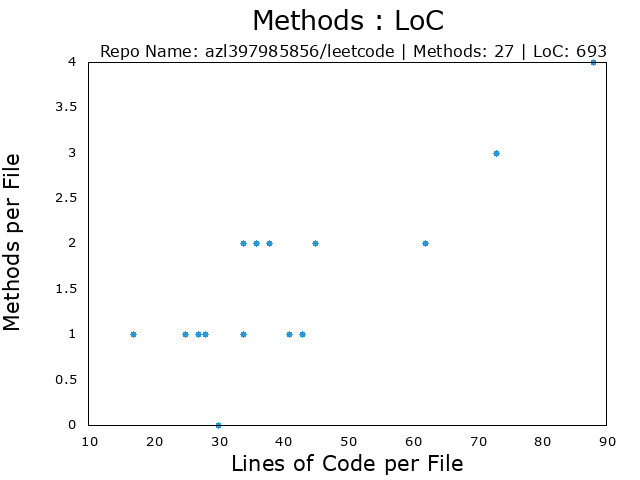 Methods : LoC
Repo Name: azl397985856/leetcode | Methods: 27 | LoC: 693
4
3.5
3
2.5
2
1.5
1
0.5
0
Methods per File
10 20 30 40 50 60 70 80 90
Lines of Code per File